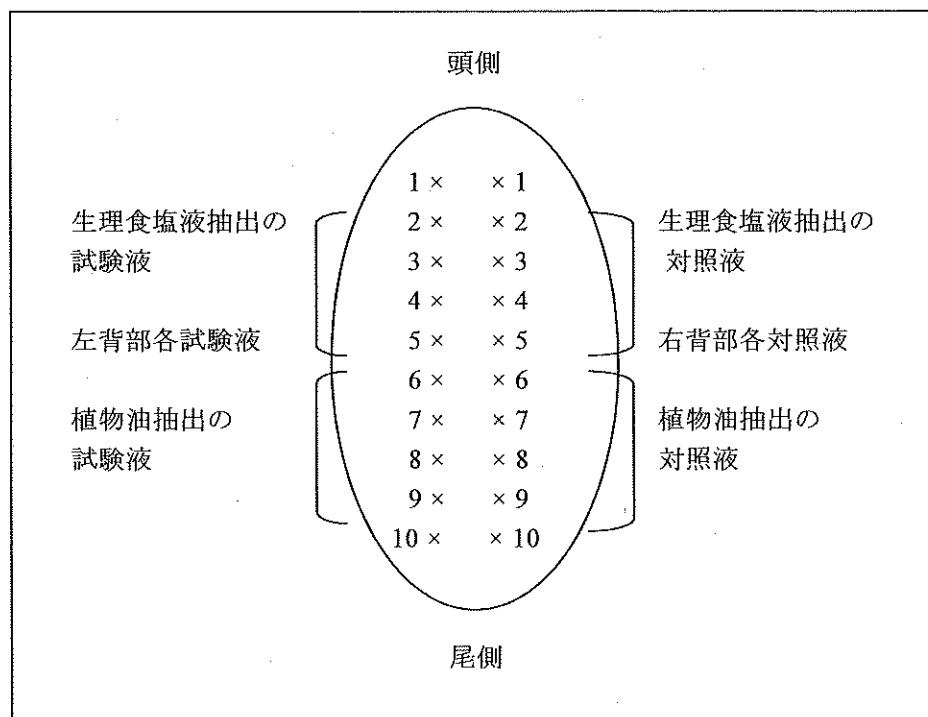 頭側
1 × × 1
生理食塩液抽出の 2 × × 2 生理食塩液抽出の
試験液 3 × × 3 対照液
4 × × 4
左背部各試験液 5 × × 5 右背部各対照液
6 × × 6
植物油抽出の 7 × × 7 植物油抽出の
試験液 8 × × 8 対照液
9 × × 9
10 × × 10
尾側